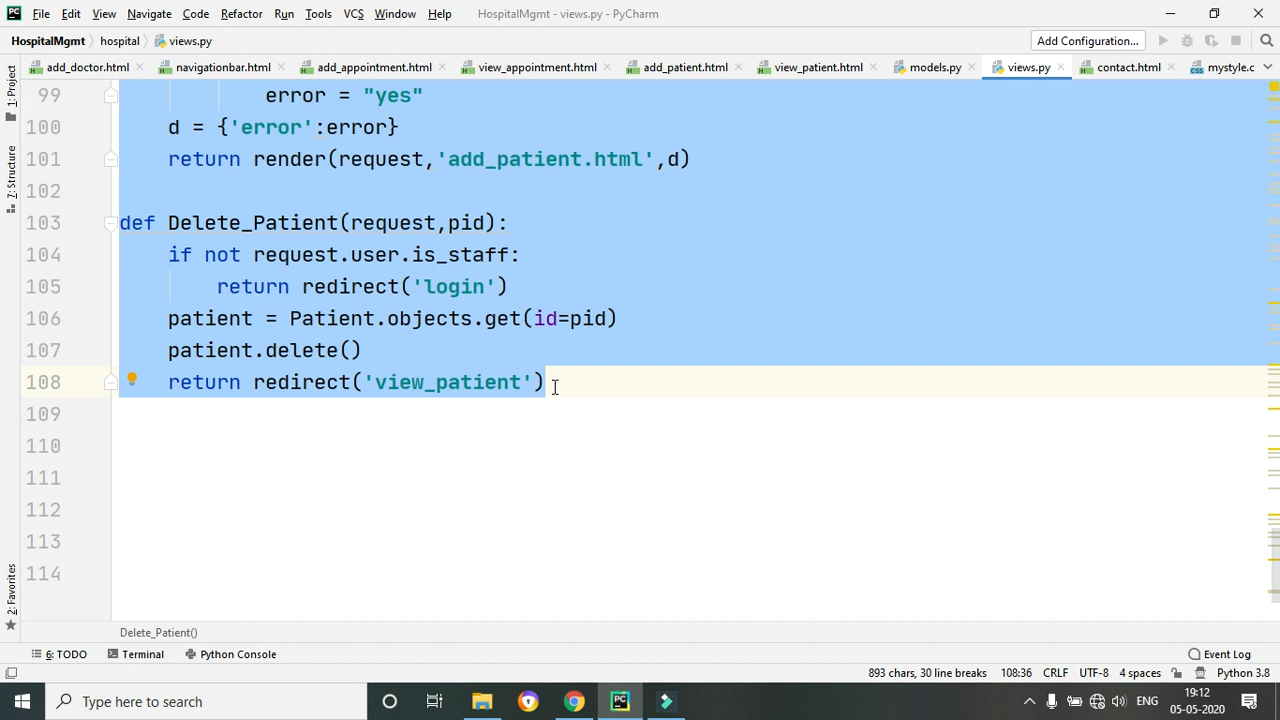 PC File Edit View Navigate Code Refactor Run Tools VCS Window Help HospitalMgmt - views.py - PyCharm
HospitalMgmt hospital views.py Add Configuration...
add_doctor.html navigationbar.html add_appointment.html view_appointment.html add_patient.html view_patient.html models.py views.py contact.html mystyle.c
1: Project
7: Structure
2: Favorites
99 error = "yes"
100 d = {'error':error}
101 return render(request,'add_patient.html',d)
102
103 def Delete_Patient(request,pid):
104 if not request.user.is_staff:
105 return redirect('login')
106 patient = Patient.objects.get(id=pid)
107 patient.delete()
108 return redirect('view_patient')
109
110
111
112
113
114
Delete_Patient()
6: TODO Terminal Python Console Event Log
893 chars, 30 line breaks 108:36 CRLF UTF-8 4 spaces Python 3.8
Type here to search PC ENG 19:12
05-05-2020